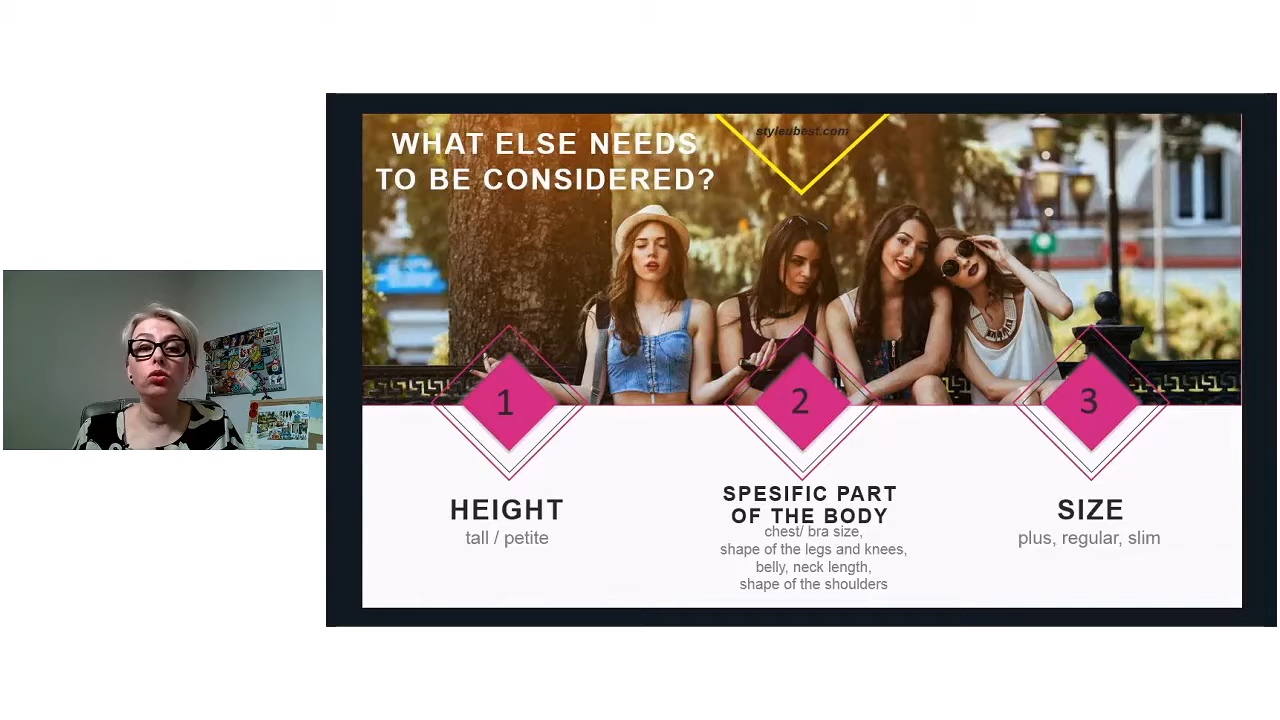 WHAT ELSE NEEDS
TO BE CONSIDERED?
styleubest.com
1
2
3
HEIGHT
tall / petite
SPESIFIC PART
OF THE BODY
chest/ bra size,
shape of the legs and knees,
belly, neck length,
shape of the shoulders
SIZE
plus, regular, slim